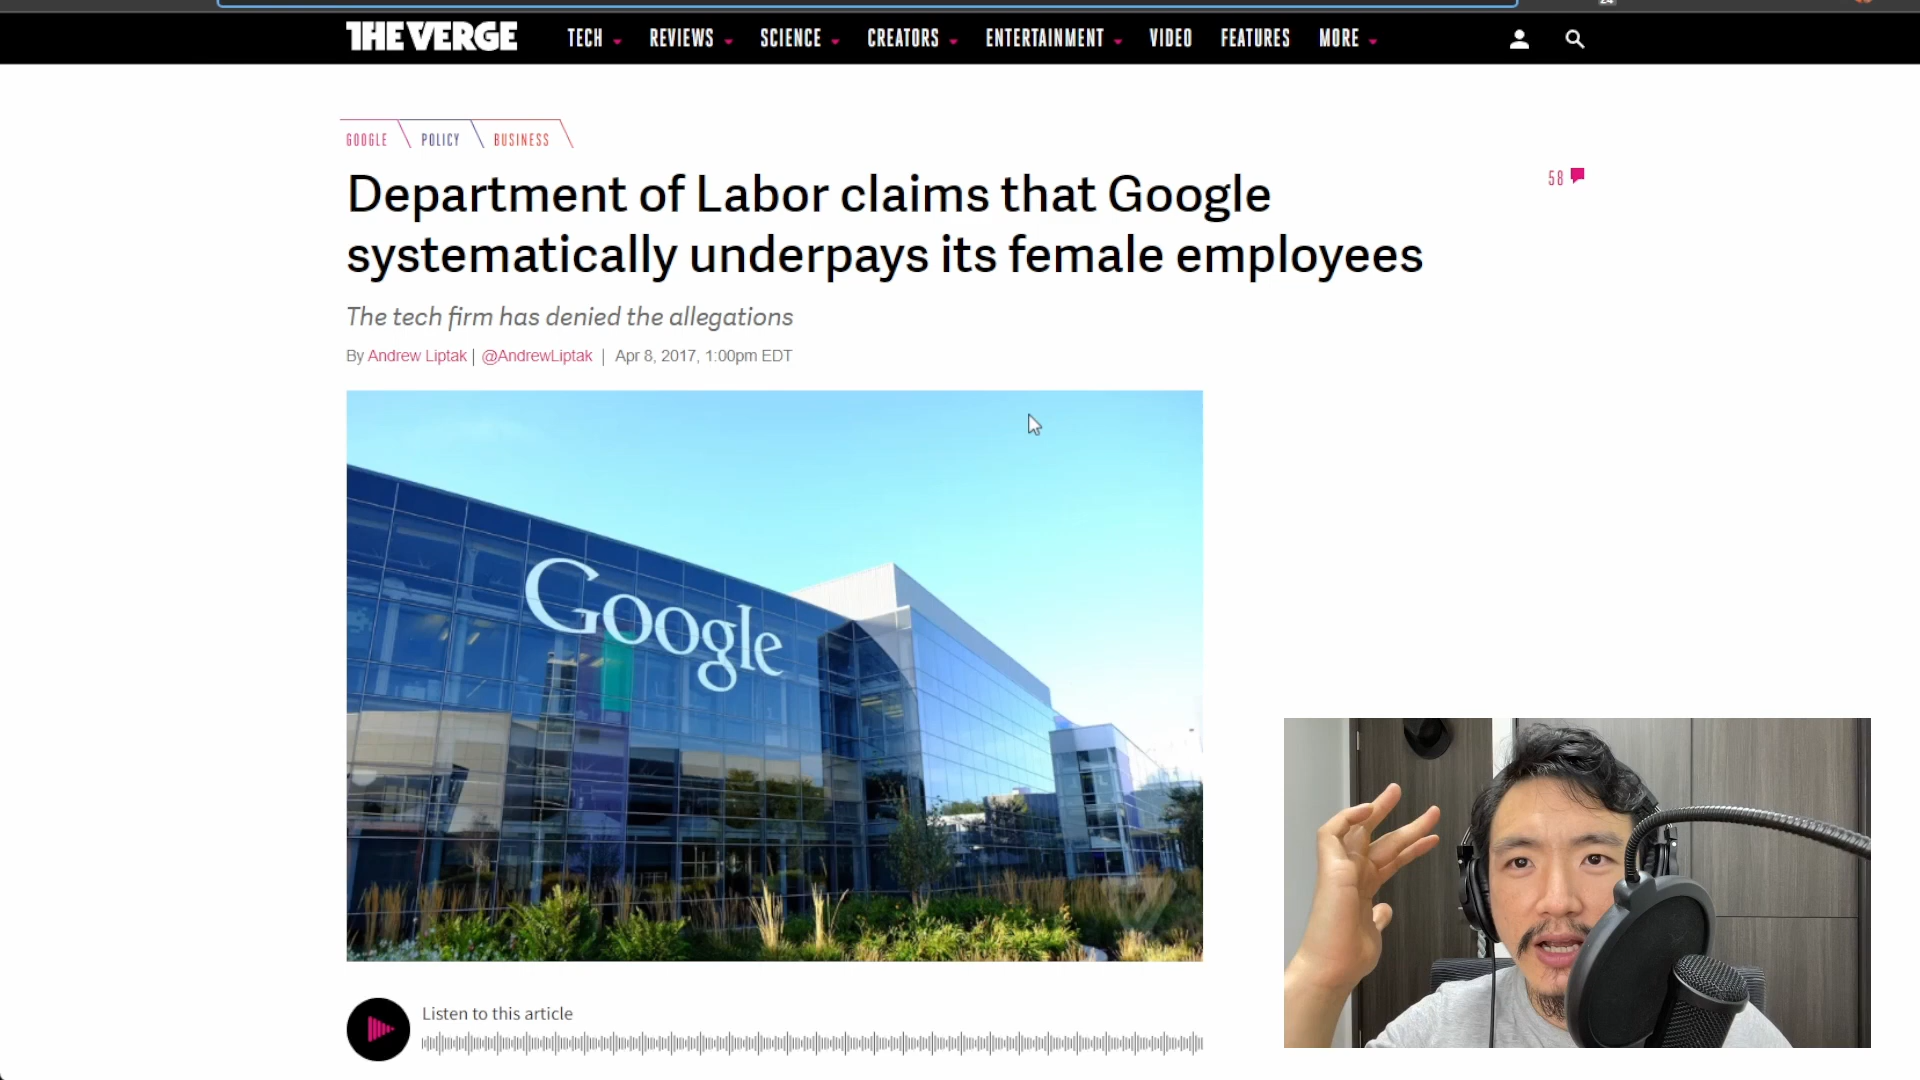 THE VERGE TECH REVIEWS SCIENCE CREATORS ENTERTAINMENT VIDEO FEATURES MORE
GOOGLE POLICY BUSINESS
Department of Labor claims that Google
systematically underpays its female employees
58
The tech firm has denied the allegations
By Andrew Liptak | @AndrewLiptak | Apr 8, 2017, 1:00pm EDT
Google
Listen to this article